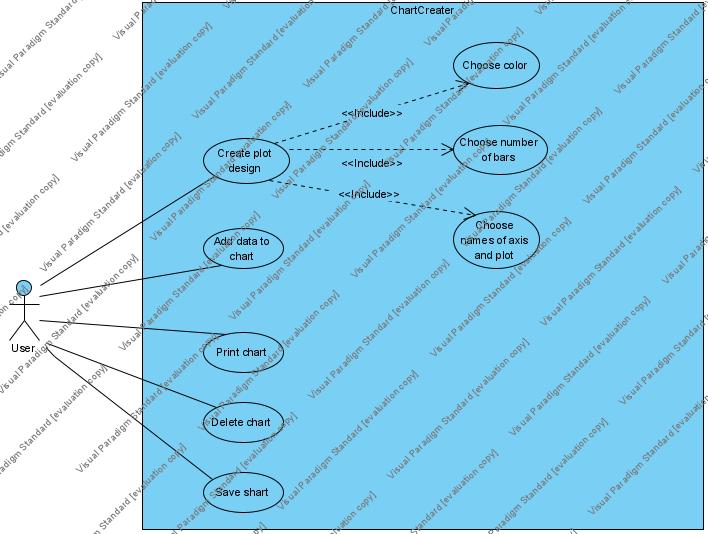 ChartCreater
Choose color
<<Include>>
Create plot
design
Choose number
of bars
<<Include>>
<<Include>>
Choose
names of axis
and plot
Add data to
chart
User
Print chart
Delete chart
Save shart
Visual Paradigm Standard [evaluation copy]